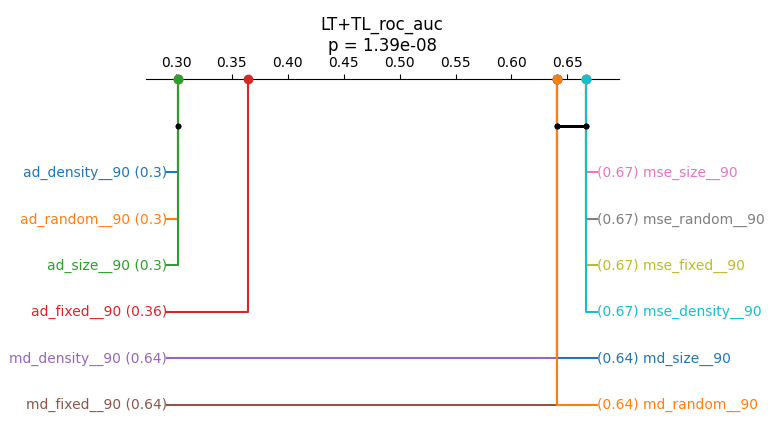 LT+TL_roc_auc
p = 1.39e-08
0.30 0.35 0.40 0.45 0.50 0.55 0.60 0.65
ad_density__90 (0.3) (0.67) mse_size__90
ad_random__90 (0.3) (0.67) mse_random__90
ad_size__90 (0.3) (0.67) mse_fixed__90
ad_fixed__90 (0.36) (0.67) mse_density__90
md_density__90 (0.64) (0.64) md_size__90
md_fixed__90 (0.64) (0.64) md_random__90